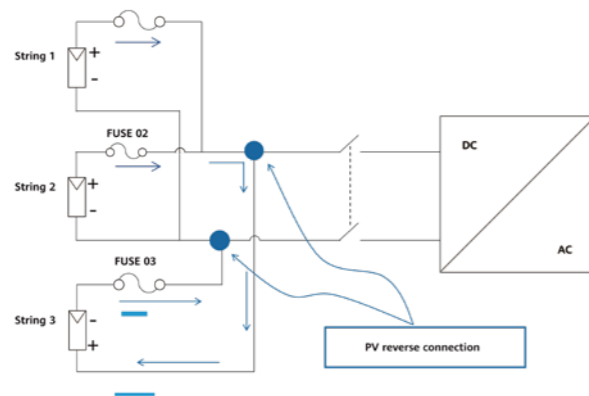 String 1
+
-
FUSE 02
String 2
+
-
DC
AC
FUSE 03
String 3
-
+
PV reverse connection